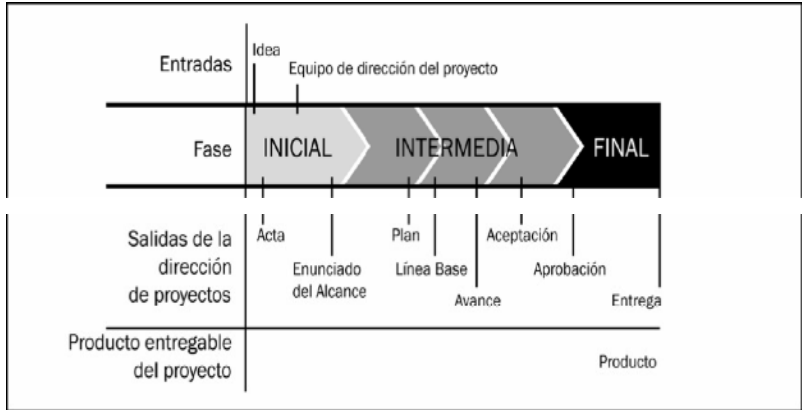 Idea
Entradas
Equipo de dirección del proyecto
Fase
INICIAL
INTERMEDIA
FINAL
Salidas de la
dirección
de proyectos
Acta
Enunciado
del Alcance
Plan
Línea Base
Avance
Aceptación
Aprobación
Entrega
Producto entregable
del proyecto
Producto